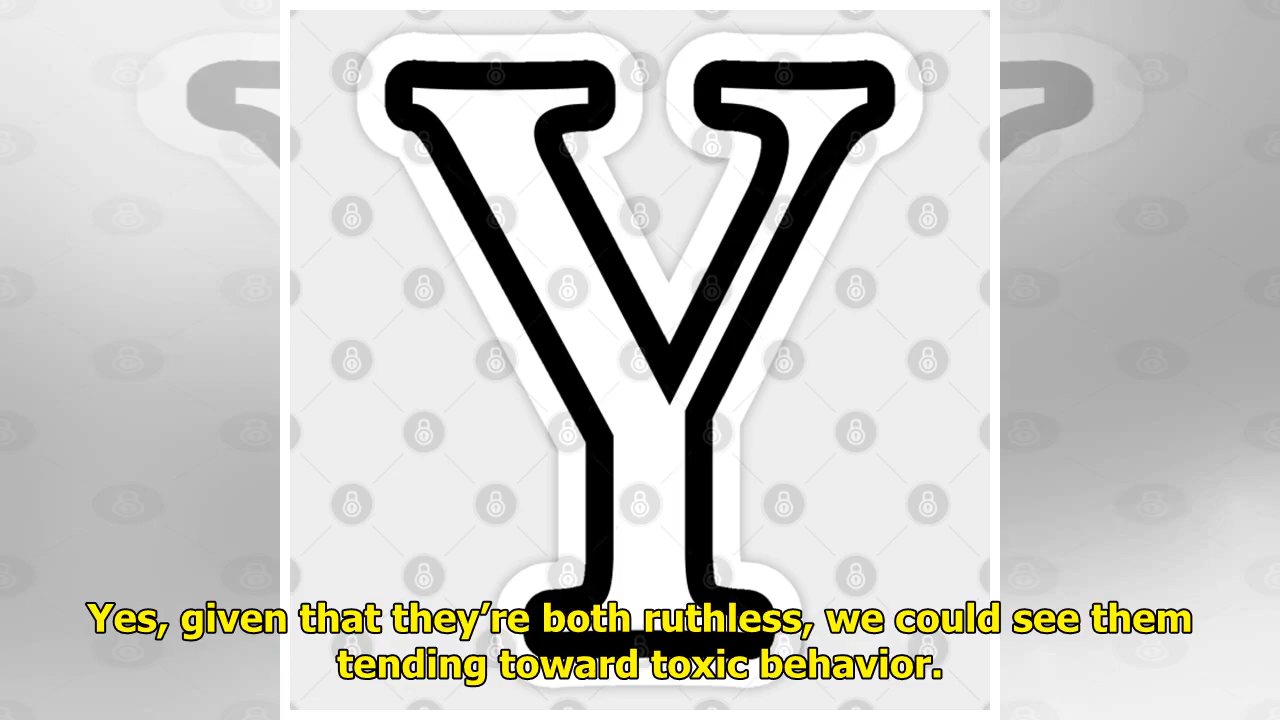 Y
Yes, given that they’re both ruthless, we could see them
tending toward toxic behavior.